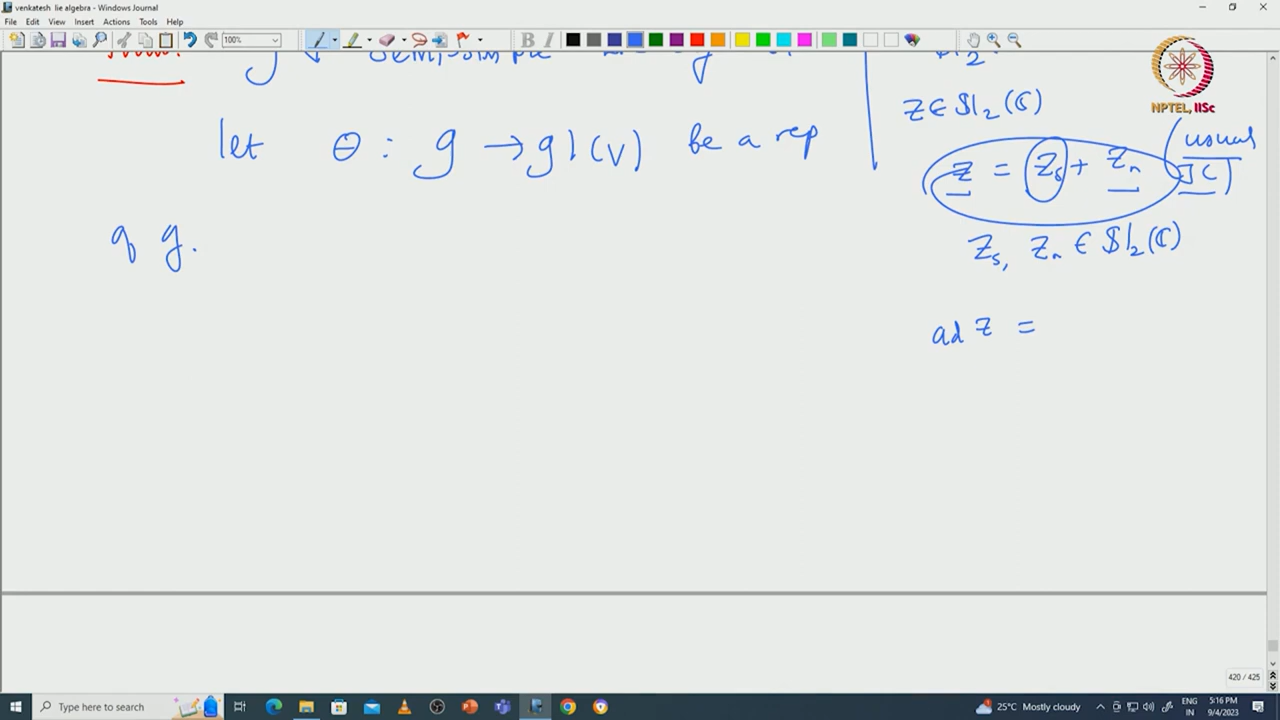 venkatesh lie algebra - Windows Journal
File Edit View Insert Actions Tools Help
100%
B I
NPTEL, IISc
let θ : g → gl(V) be a rep
of g.
z ∈ sl₂(ℂ)
(usual
z = zₛ + zₙ JC)
zₛ, zₙ ∈ sl₂(ℂ)
ad z =
420 / 425
Type here to search
25°C Mostly cloudy
ENG
IN
5:16 PM
9/4/2023